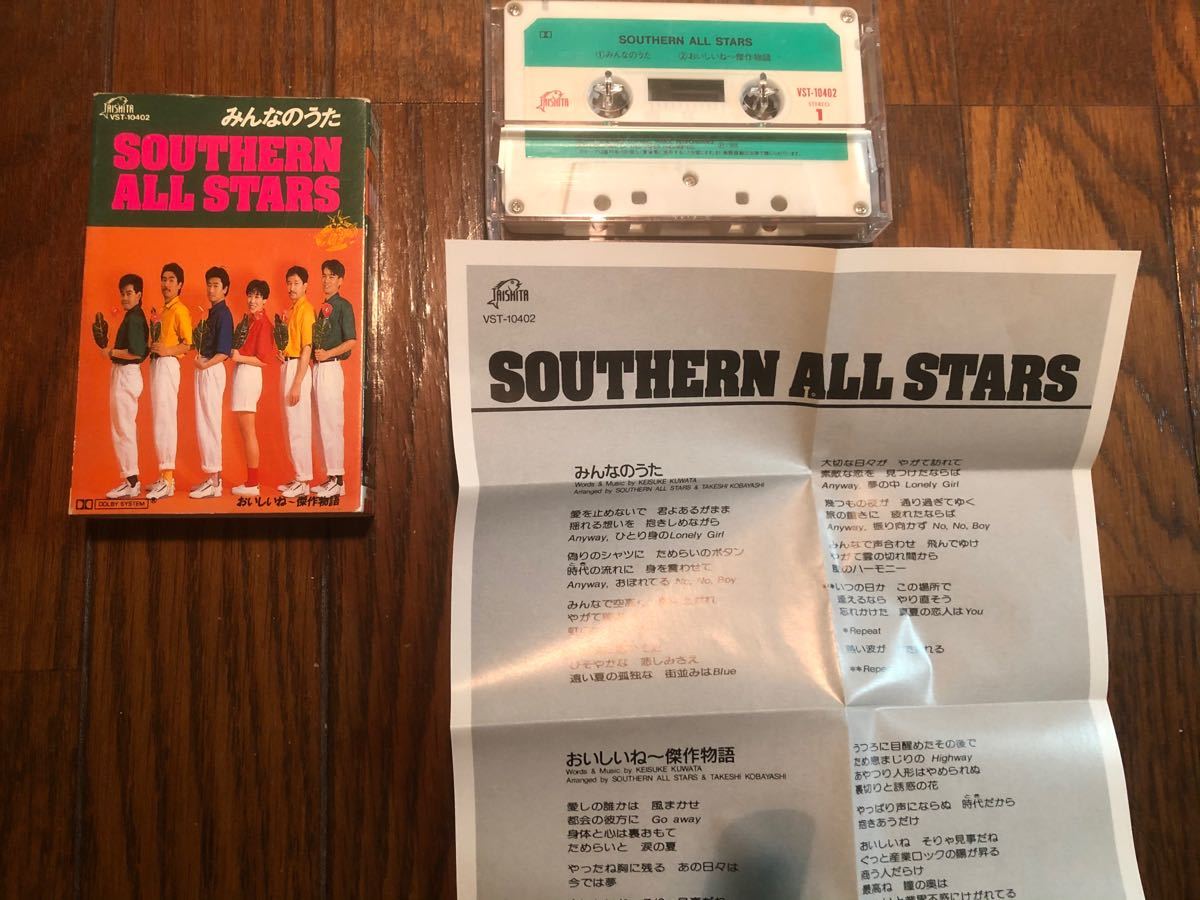 TAISHITA
VST-10402
みんなのうた
SOUTHERN
ALL STARS
DOLBY SYSTEM
おいしいね〜傑作物語
SOUTHERN ALL STARS
①みんなのうた ②おいしいね〜傑作物語
TAISHITA
VST-10402
STEREO
1
TAISHITA
VST-10402
SOUTHERN ALL STARS
みんなのうた
Words & Music by KEISUKE KUWATA
Arranged by SOUTHERN ALL STARS & TAKESHI KOBAYASHI
愛を止めないで 君よあるがまま
揺れる想いを 抱きしめながら
Anyway, ひとり身のLonely Girl
偽りのシャツに ためらいのボタン
時代の流れに 身を震わせて
Anyway, おぼれてる No, No, Boy
みんなで空高く
やがて
ひそやかな 悲しみさえ
遠い夏の孤独な 街並みはBlue
大切な日々が やがて訪れて
素敵な恋を 見つけたならば
Anyway, 夢の中 Lonely Girl
幾つもの夜が 通り過ぎてゆく
旅の動きに 疲れたならば
Anyway, 振り向かず No, No, Boy
みんなで声合わせ 飛んでゆけ
やがて雲の切れ間から
のハーモニー
**いつの日か この場所で
逢えるなら やり直そう
忘れかけた 真夏の恋人はYou
*Repeat
熱い波が れる
**Repeat
おいしいね〜傑作物語
Words & Music by KEISUKE KUWATA
Arranged by SOUTHERN ALL STARS & TAKESHI KOBAYASHI
愛しの誰かは 風まかせ
都会の彼方に Go away
身体と心は裏おもて
ためらいと 涙の夏
やったね胸に残る あの日々は
今では夢
うつろに目醒めたその後で
ため息まじりの Highway
あやつり人形はやめられぬ
裏切りと誘惑の花
やっぱり声にならぬ 時代だから
抱きあうだけ
おいしいね そりゃ見事だね
ぐっと産業ロックの陽が昇る
商う人だらけ
最高ね 瞳の奥は